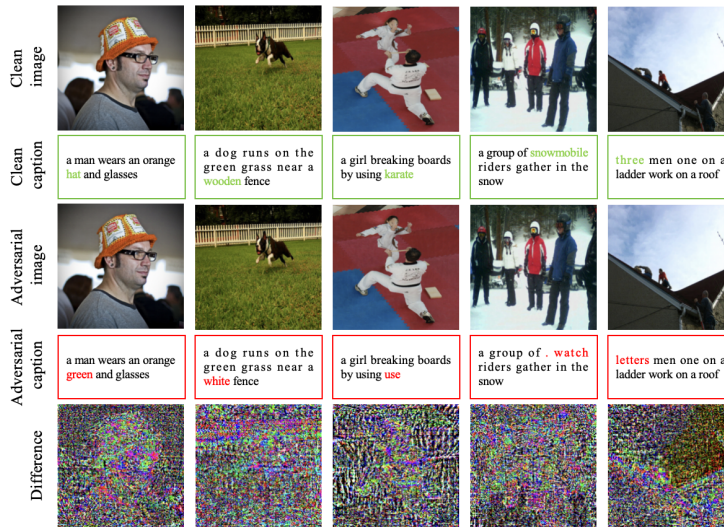 Clean
image
Clean
caption
a man wears an orange
hat and glasses
a dog runs on the
green grass near a
wooden fence
a girl breaking boards
by using karate
a group of snowmobile
riders gather in the
snow
three men one on a
ladder work on a roof
Adversarial
image
Adversarial
caption
a man wears an orange
green and glasses
a dog runs on the
green grass near a
white fence
a girl breaking boards
by using use
a group of , watch
riders gather in the
snow
letters men one on a
ladder work on a roof
Difference